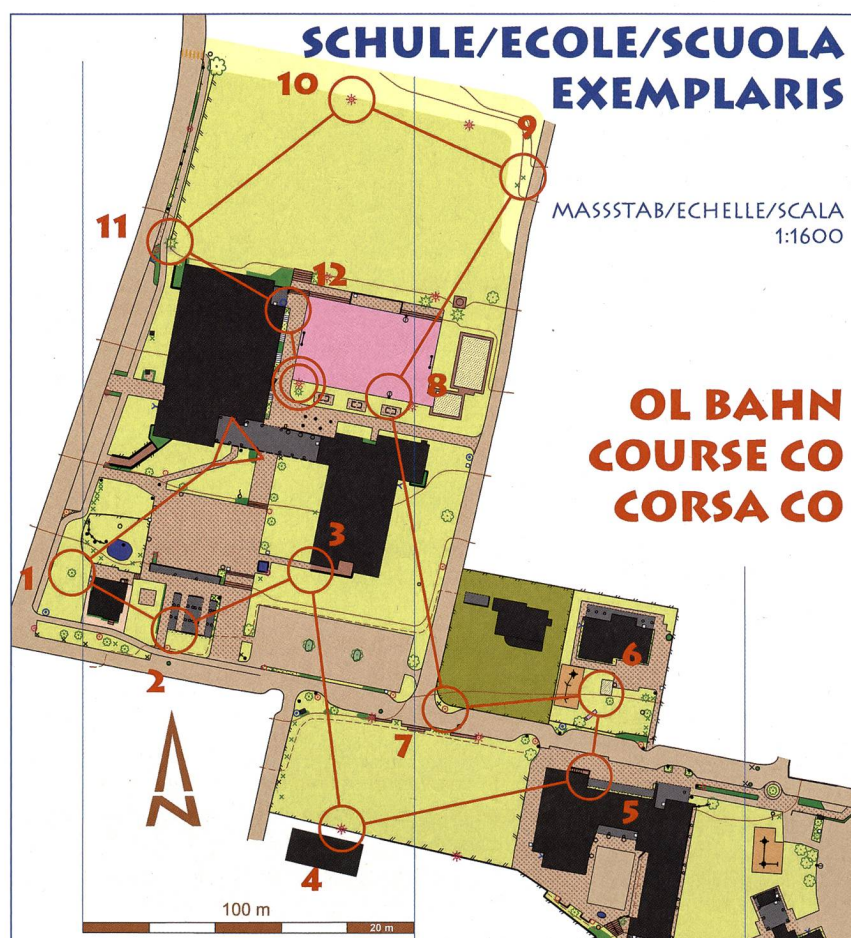 SCHULE/ECOLE/SCUOLA
EXEMPLARIS
MASSSTAB/ECHELLE/SCALA
1:1600
10
9
11
12
8
OL BAHN
COURSE CO
CORSA CO
3
1
2
6
7
5
4
N
100 m
20 m